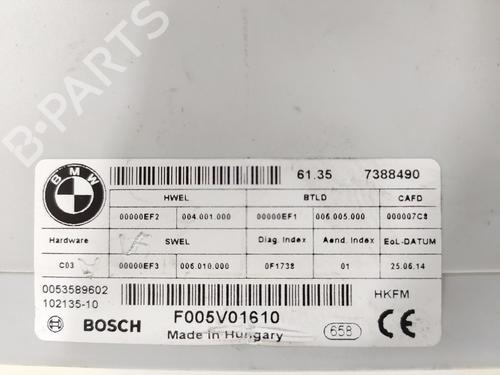 B-PARTS
BMW
61.35 7388490
HWEL BTLD CAFD
00000EF2 004.001.000 00000EF1 006.005.000 000007C8
Hardware SWEL Diag. Index Aend. Index EoL-DATUM
C03 00000EF3 006.010.000 0F1738 01 25.06.14
0053589602
102135-10
HKFM
BOSCH F005V01610 658 CE
Made in Hungary